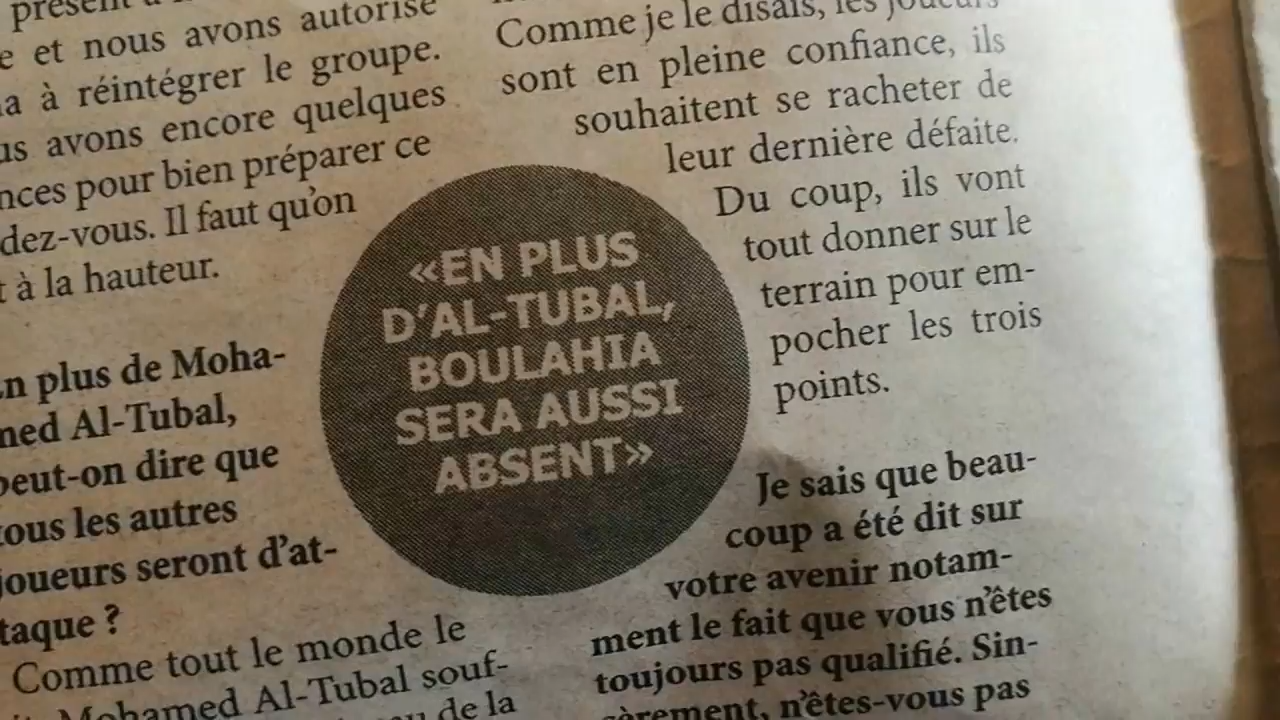 présent à
e et nous avons autorisé
à réintégrer le groupe.
avons encore quelques
pour bien préparer ce
dez-vous. Il faut qu'on
à la hauteur.
plus de Moha-
med Al-Tubal,
peut-on dire que
tous les autres
joueurs seront d'at-
taque ?
Comme tout le monde le
Mohamed Al-Tubal souf-
de la
«EN PLUS
D'AL-TUBAL,
BOULAHIA
SERA AUSSI
ABSENT»
Comme je le disais, les joueurs
sont en pleine confiance, ils
souhaitent se racheter de
leur dernière défaite.
Du coup, ils vont
tout donner sur le
terrain pour em-
pocher les trois
points.
Je sais que beau-
coup a été dit sur
votre avenir notam-
ment le fait que vous n'êtes
toujours pas qualifié. Sin-
cèrement, n'êtes-vous pas